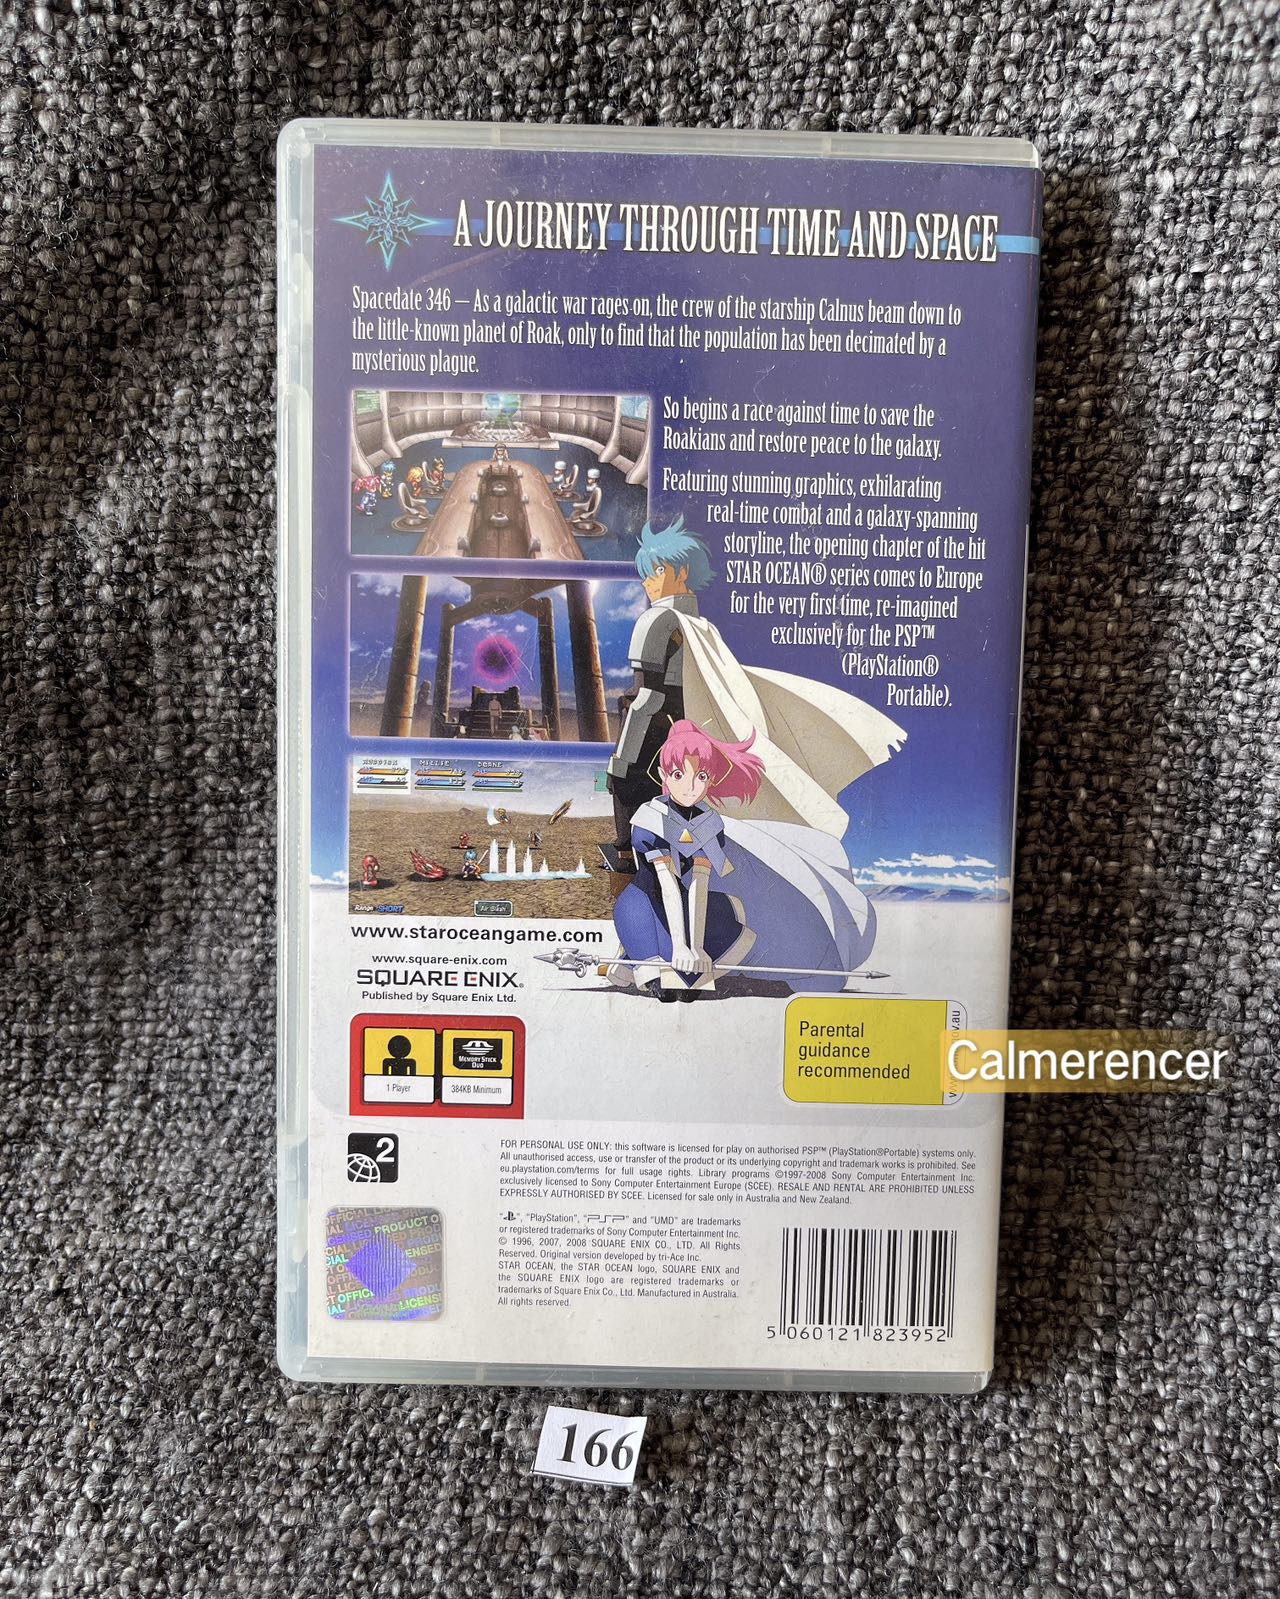 A JOURNEY THROUGH TIME AND SPACE
Spacedate 346 – As a galactic war rages on, the crew of the starship Calnus beam down to
the little-known planet of Roak, only to find that the population has been decimated by a
mysterious plague.
So begins a race against time to save the
Roakians and restore peace to the galaxy.
Featuring stunning graphics, exhilarating
real-time combat and a galaxy-spanning
storyline, the opening chapter of the hit
STAR OCEAN® series comes to Europe
for the very first time, re-imagined
exclusively for the PSP™
(PlayStation®
Portable).
MILLIE
DORNE
Range SHORT
Air Slash
www.staroceangame.com
www.square-enix.com
SQUARE ENIX®
Published by Square Enix Ltd.
1 Player
MEMORY STICK
DUO
384KB Minimum
Parental
guidance
recommended
Calmerencer
2
FOR PERSONAL USE ONLY: this software is licensed for play on authorised PSP™ (PlayStation®Portable) systems only.
All unauthorised access, use or transfer of the product or its underlying copyright and trademark works is prohibited. See
eu.playstation.com/terms for full usage rights. Library programs ©1997-2008 Sony Computer Entertainment Inc.
exclusively licensed to Sony Computer Entertainment Europe (SCEE). RESALE AND RENTAL ARE PROHIBITED UNLESS
EXPRESSLY AUTHORISED BY SCEE. Licensed for sale only in Australia and New Zealand.
" ", "PlayStation", "PSP" and "UMD" are trademarks
or registered trademarks of Sony Computer Entertainment Inc.
© 1996, 2007, 2008 SQUARE ENIX CO., LTD. All Rights
Reserved. Original version developed by tri-Ace Inc.
STAR OCEAN, the STAR OCEAN logo, SQUARE ENIX and
the SQUARE ENIX logo are registered trademarks or
trademarks of Square Enix Co., Ltd. Manufactured in Australia.
All rights reserved.
5 060121 823952
166